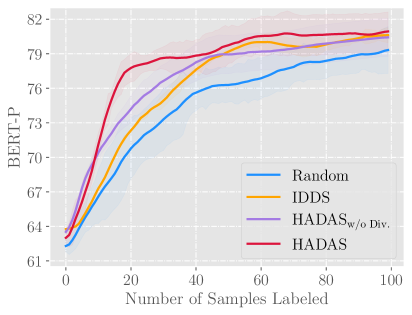 82
79
76
73
70
67
64
61
BERT-P
Random
IDDS
HADAS w/o Div.
HADAS
0 20 40 60 80 100
Number of Samples Labeled